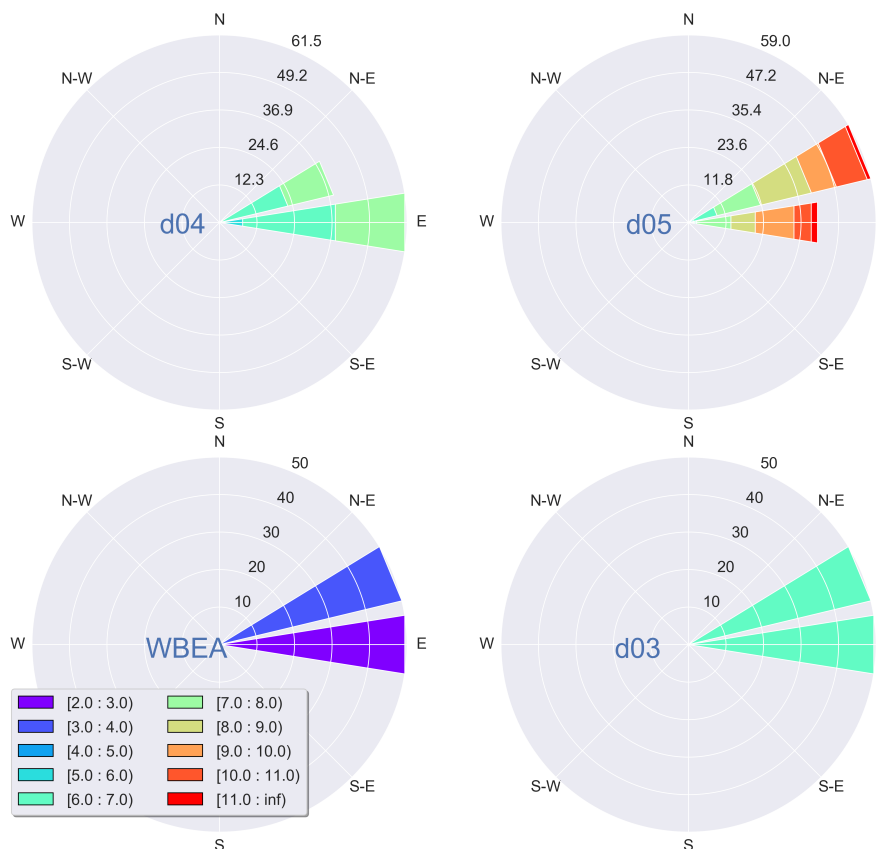 N
N
61.5
59.0
N-W
49.2
N-E
N-W
47.2
N-E
36.9
35.4
24.6
23.6
12.3
11.8
W
d04
E
W
d05
S-W
S-E
S-W
S-E
S
S
N
N
50
50
N-W
40
N-E
N-W
40
N-E
30
30
20
20
10
10
W
WBEA
E
W
d03
[2.0 : 3.0)
[7.0 : 8.0)
[3.0 : 4.0)
[8.0 : 9.0)
[4.0 : 5.0)
[9.0 : 10.0)
[5.0 : 6.0)
[10.0 : 11.0)
[6.0 : 7.0)
[11.0 : inf)
S-E
S-W
S-E
S
S